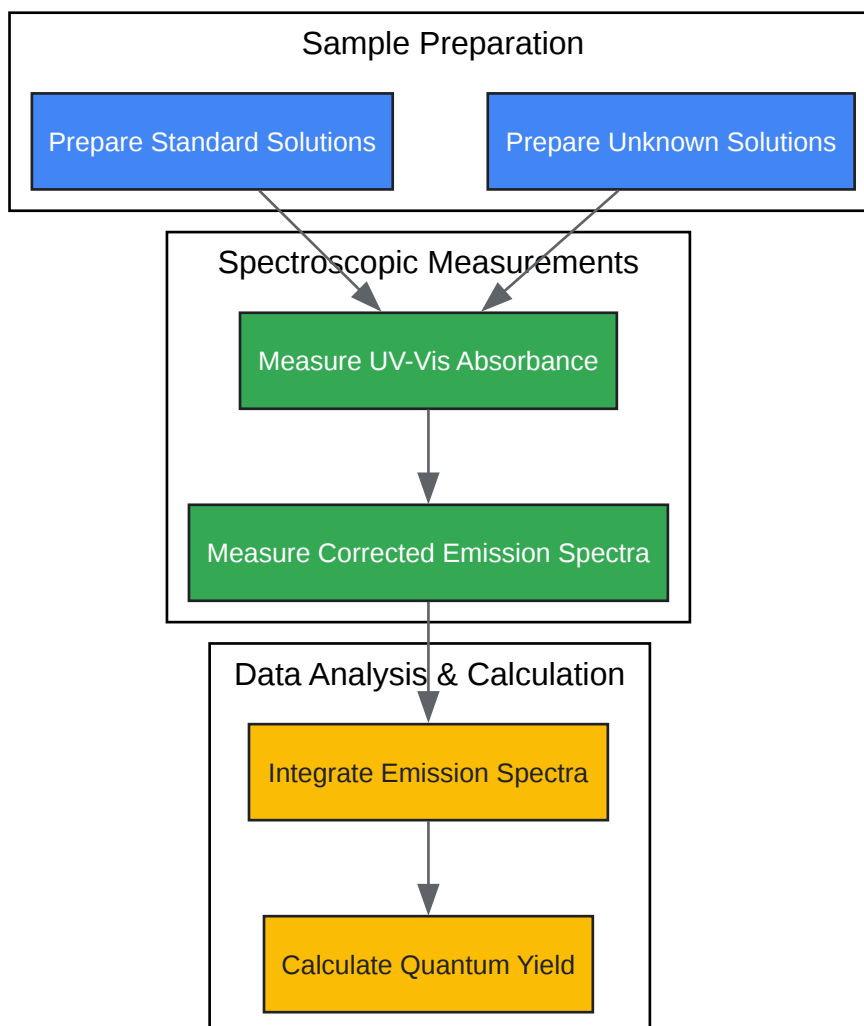 Sample Preparation
Prepare Standard Solutions
Prepare Unknown Solutions
Spectroscopic Measurements
Measure UV-Vis Absorbance
Measure Corrected Emission Spectra
Data Analysis & Calculation
Integrate Emission Spectra
Calculate Quantum Yield